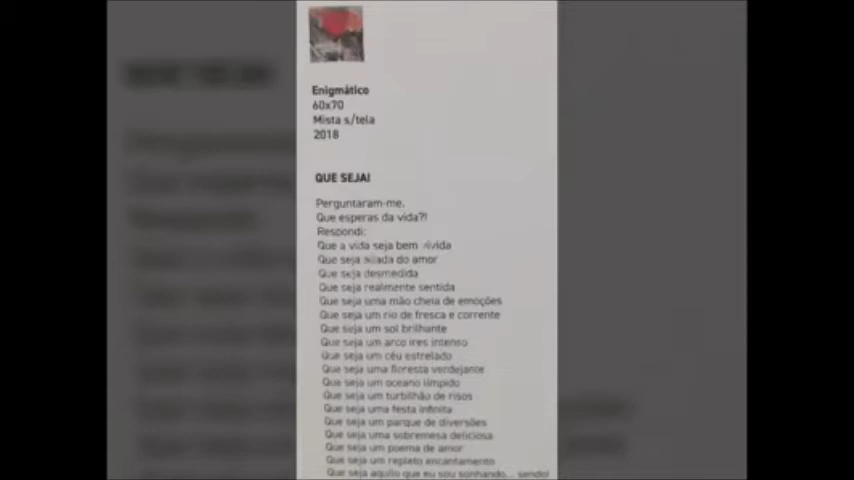 Enigmático
60x70
Mista s/tela
2018
QUE SEJA!
Perguntaram-me.
Que esperas da vida?!
Respondi:
Que a vida seja bem vivida
Que seja do amor
Que seja desmedida
Que seja realmente sentida
Que seja uma mão cheia de emoções
Que seja um rio de fresca e corrente
Que seja um sol brilhante
Que seja um arco ires intenso
Que seja um céu estrelado
Que seja uma floresta verdejante
Que seja um oceano límpido
Que seja um turbilhão de risos
Que seja uma festa infinita
Que seja um parque de diversões
Que seja uma sobremesa deliciosa
Que seja um poema de amor
Que seja um repleto encantamento
Que seja aquilo que eu sou sonhando... sendo!